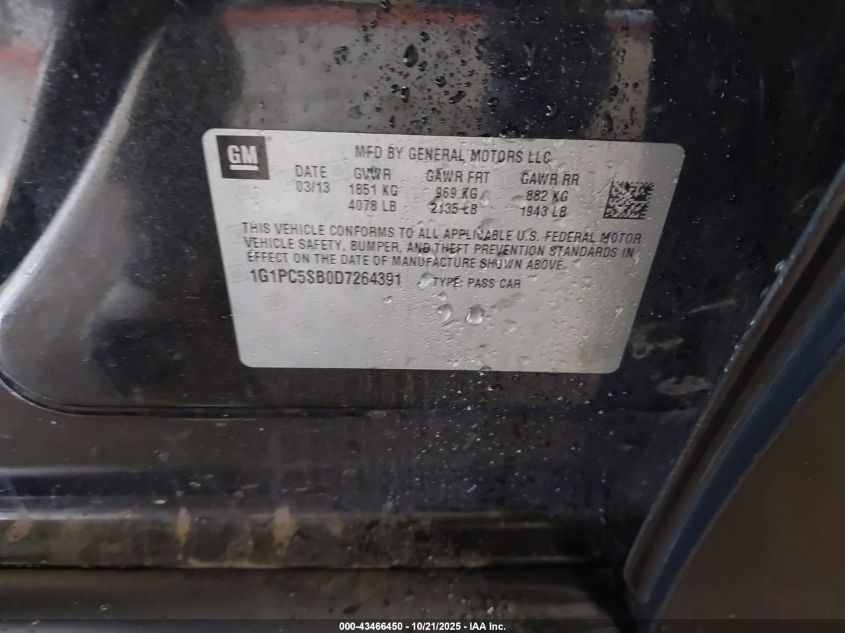 GM
MFD BY GENERAL MOTORS LLC
DATE GVWR GAWR FRT GAWR RR
03/13 1851 KG 969 KG 882 KG
4078 LB 2135 LB 1943 LB
THIS VEHICLE CONFORMS TO ALL APPLICABLE U.S. FEDERAL MOTOR
VEHICLE SAFETY, BUMPER, AND THEFT PREVENTION STANDARDS IN
EFFECT ON THE DATE OF MANUFACTURE SHOWN ABOVE.
1G1PC5SB0D7264391 TYPE: PASS CAR
000-43466450 - 10/21/2025 - IAA Inc.